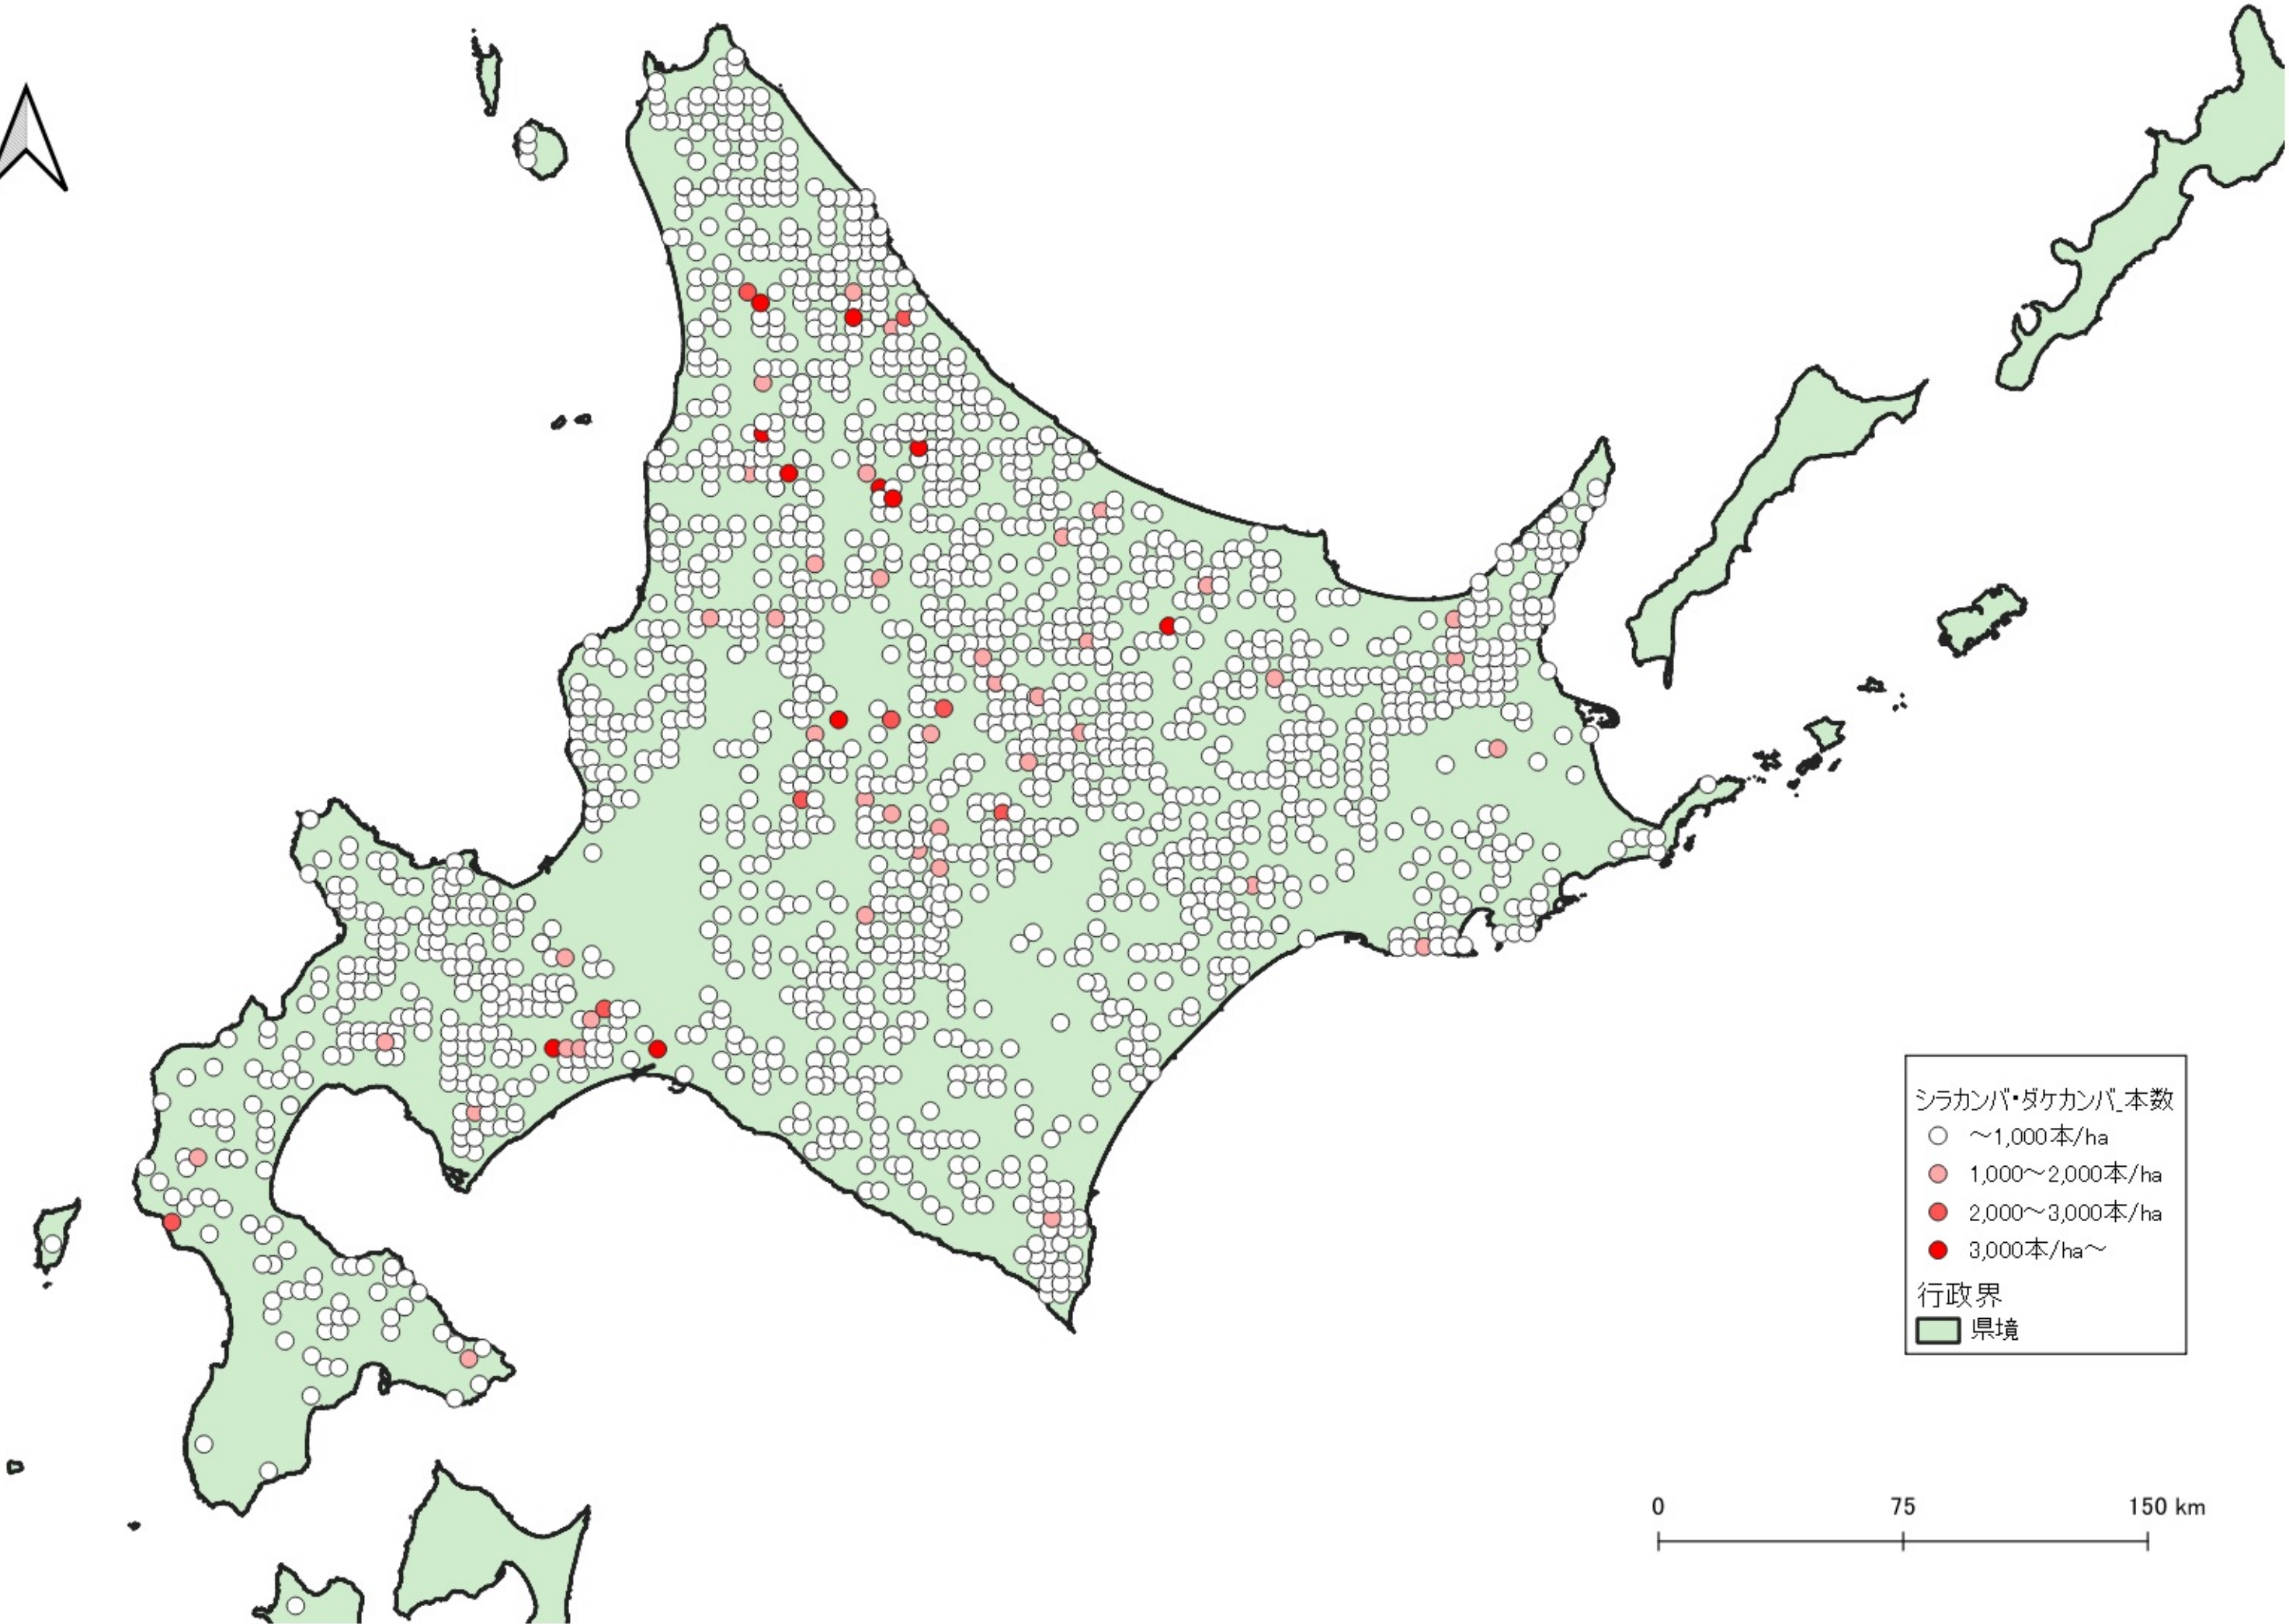 シラカンバ・ダケカンバ_本数
～1,000本/ha
1,000～2,000本/ha
2,000～3,000本/ha
3,000本/ha～
行政界
県境
0 75 150 km